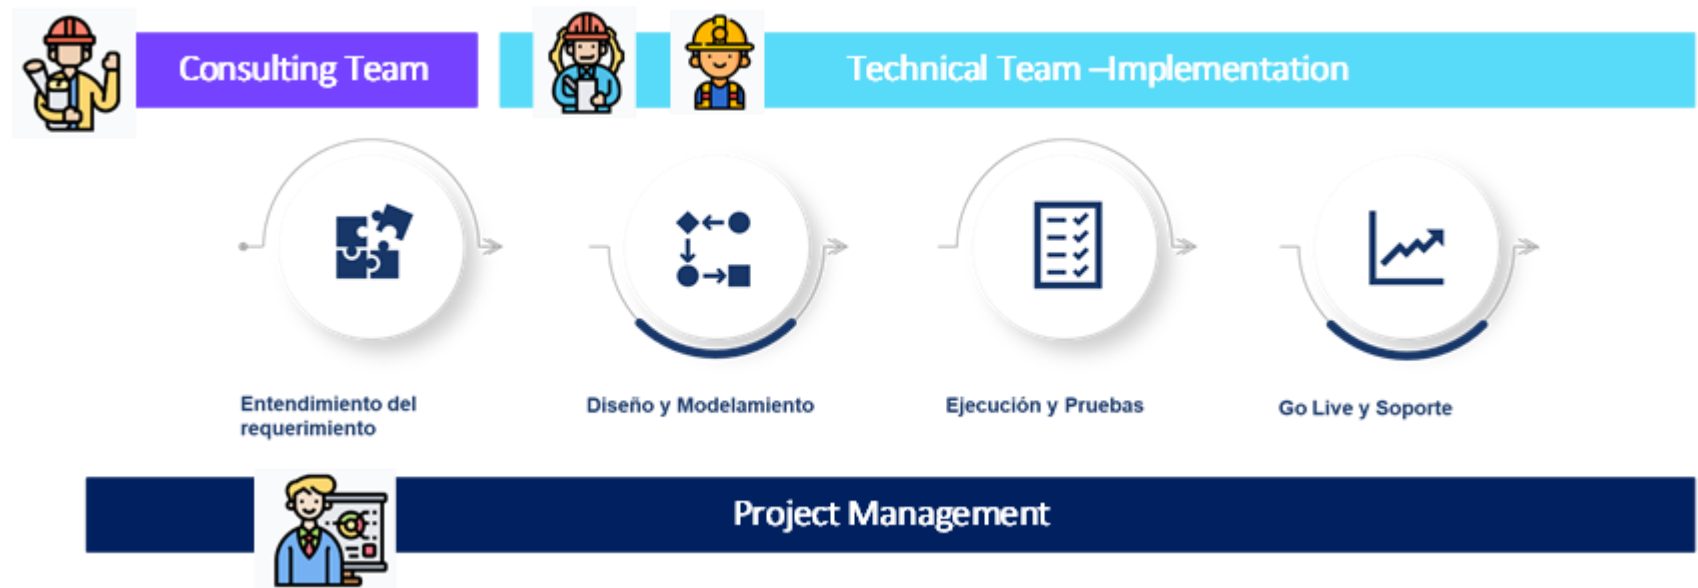 Consulting Team
Technical Team –Implementation
Entendimiento del
requerimiento
Diseño y Modelamiento
Ejecución y Pruebas
Go Live y Soporte
Project Management